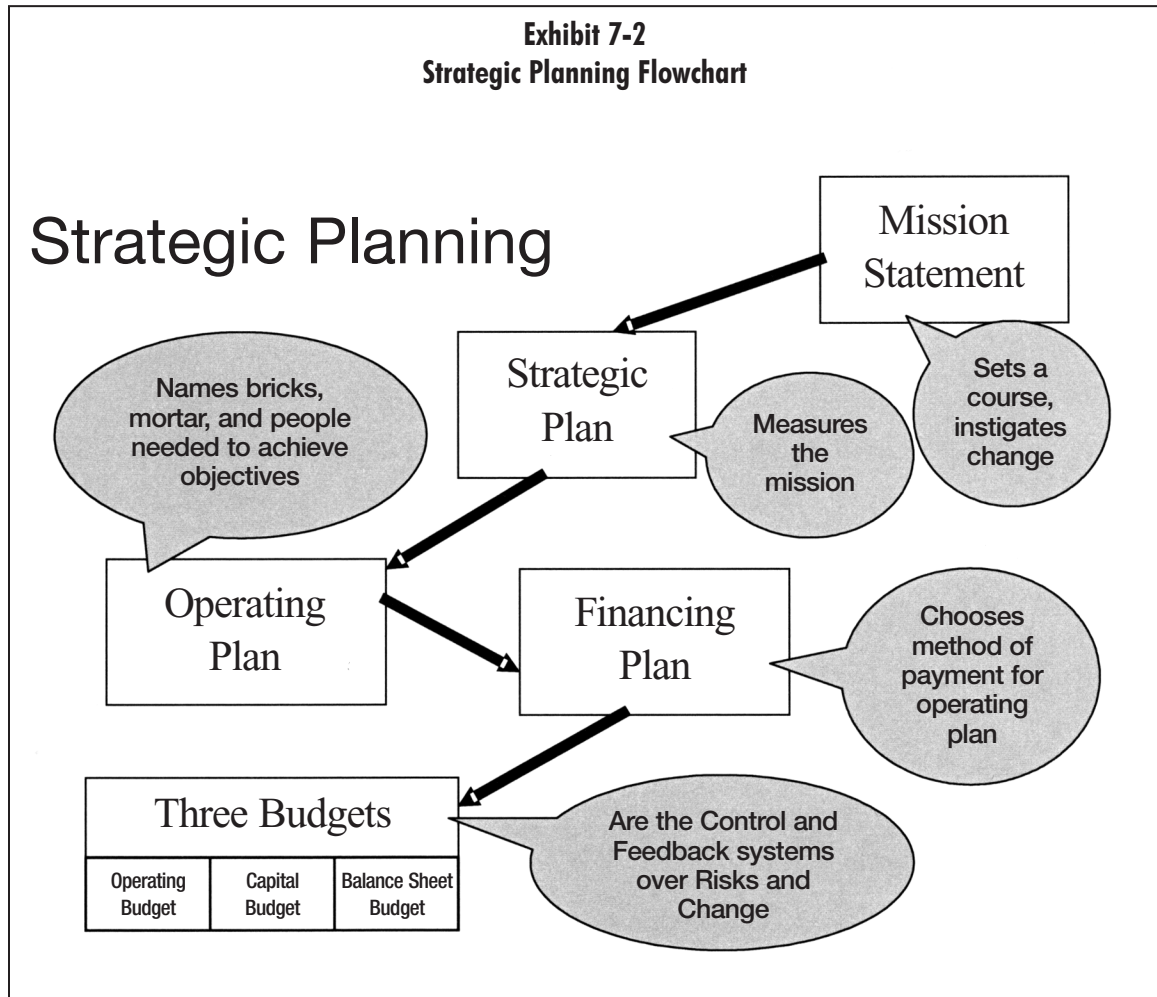 Exhibit 7-2
Strategic Planning Flowchart
Strategic Planning
Mission
Statement
Sets a
course,
instigates
change
Strategic
Plan
Measures
the
mission
Names bricks,
mortar, and people
needed to achieve
objectives
Operating
Plan
Financing
Plan
Chooses
method of
payment for
operating
plan
Three Budgets
Operating
Budget
Capital
Budget
Balance Sheet
Budget
Are the Control and
Feedback systems
over Risks and
Change